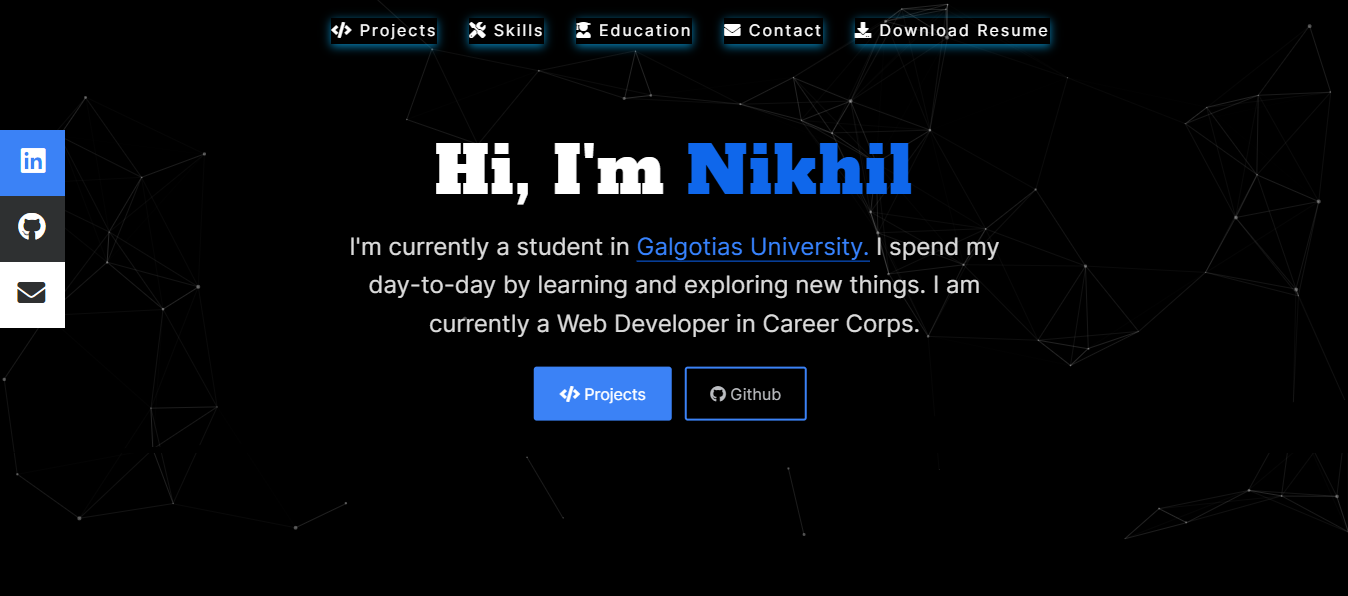 Projects Skills Education Contact Download Resume
Hi, I'm Nikhil
I'm currently a student in Galgotias University. I spend my
day-to-day by learning and exploring new things. I am
currently a Web Developer in Career Corps.
Projects Github